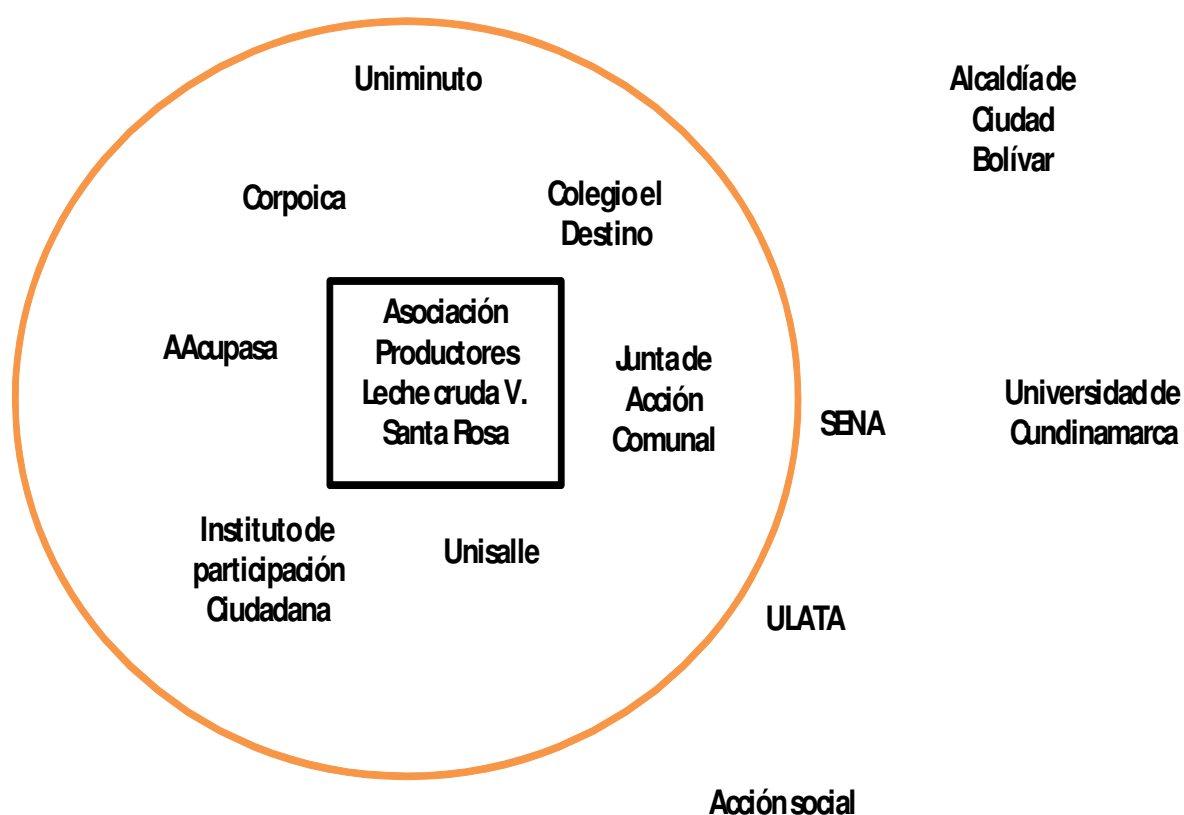 Uniminuto
Alcaldía de
Ciudad
Bolívar
Corpoica
Colegio el
Destino
Asociación
Productores
Leche cruda V.
Santa Rosa
AAcupasa
Junta de
Acción
Comunal
SENA
Universidad de
Cundinamarca
Instituto de
participación
Ciudadana
Unisalle
ULATA
Acción social